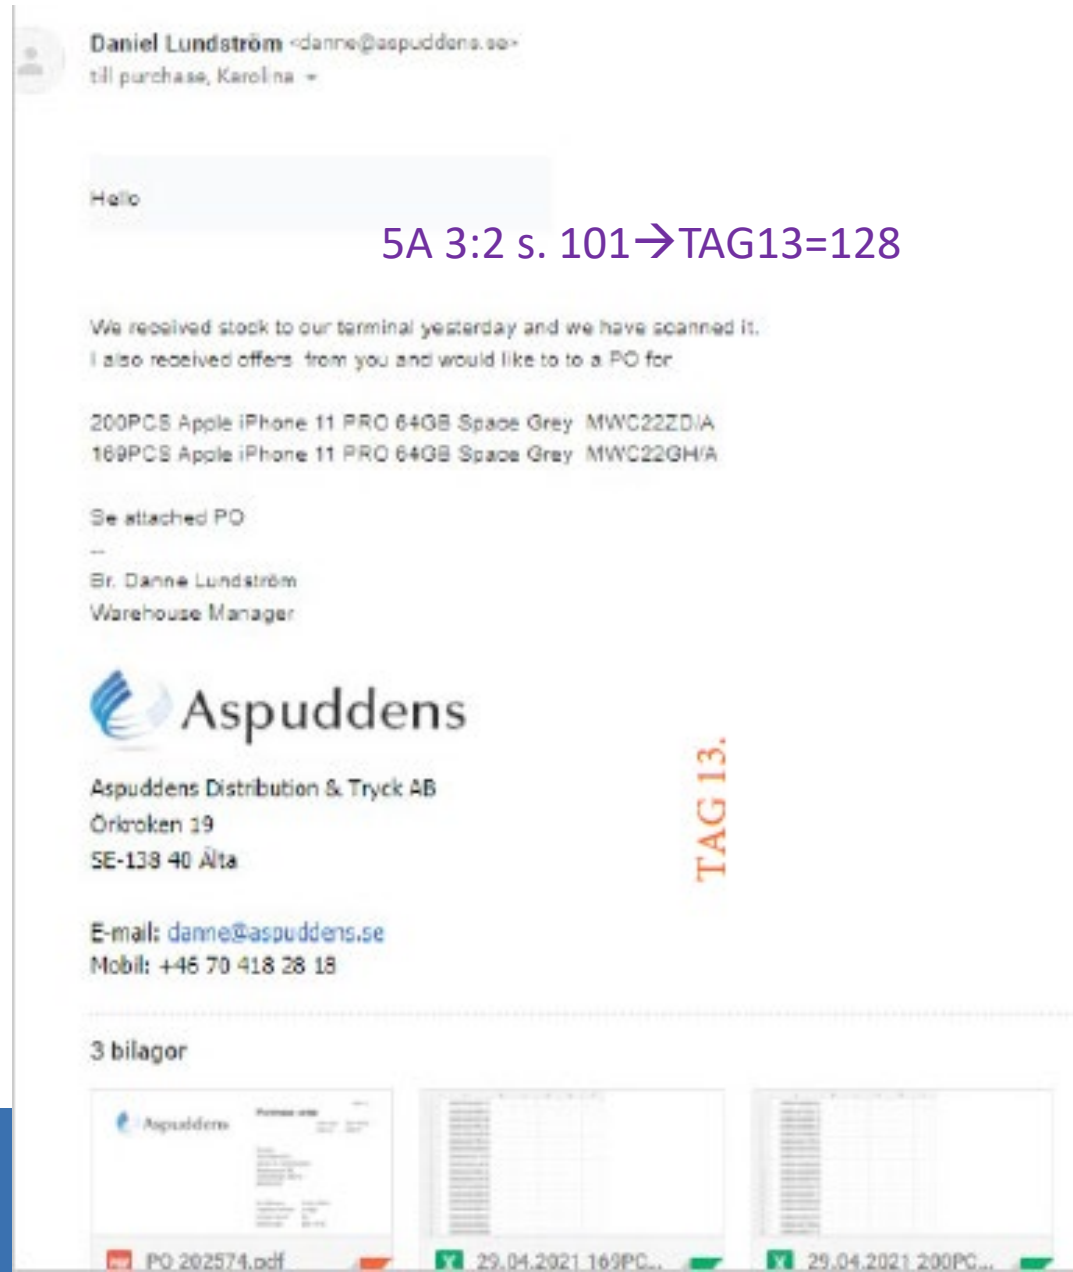 Daniel Lundström <danne@aspuddens.se>
till purchase, Karolina
Hello
5A 3:2 s. 101→TAG13=128
We received stock to our terminal yesterday and we have scanned it.
I also received offers from you and would like to to a PO for
200PCS Apple iPhone 11 PRO 64GB Space Grey MWC22ZD/A
169PCS Apple iPhone 11 PRO 64GB Space Grey MWC22GH/A
Se attached PO
--
Br. Danne Lundström
Warehouse Manager
Aspuddens
Aspuddens Distribution & Tryck AB
Örkroken 19
SE-138 40 Älta
TAG 13.
E-mail: danne@aspuddens.se
Mobil: +46 70 418 28 18
3 bilagor
Aspuddens
Purchase order
PO 202574.pdf
29.04.2021 169PC...
29.04.2021 200PC...